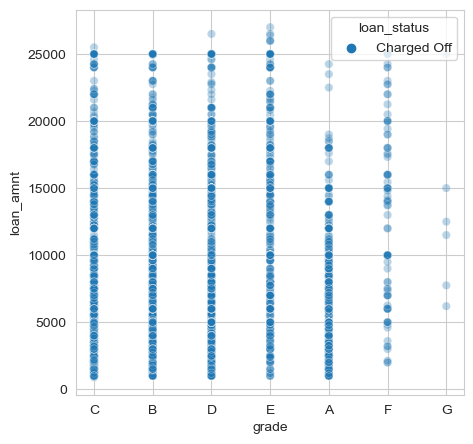 loan_status
Charged Off
25000
20000
15000
10000
5000
0
loan_amnt
C B D E A F G
grade